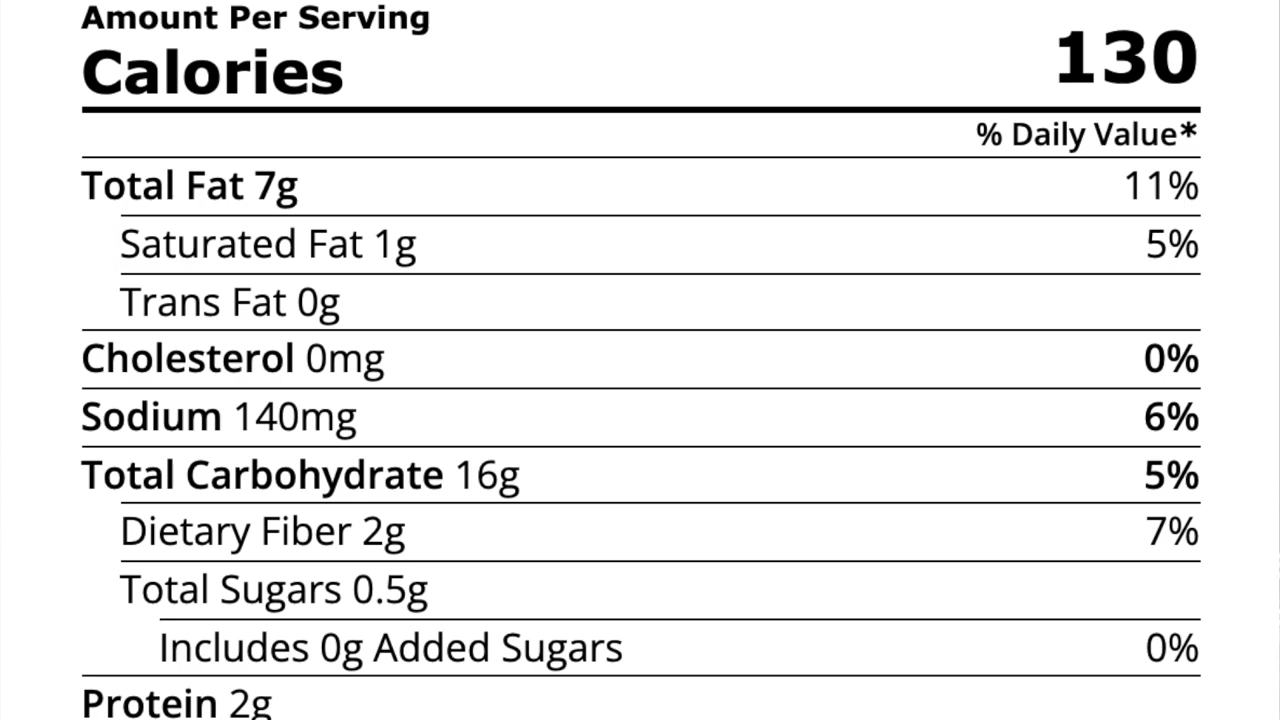 Amount Per Serving
Calories 130
% Daily Value*
Total Fat 7g 11%
Saturated Fat 1g 5%
Trans Fat 0g
Cholesterol 0mg 0%
Sodium 140mg 6%
Total Carbohydrate 16g 5%
Dietary Fiber 2g 7%
Total Sugars 0.5g
Includes 0g Added Sugars 0%
Protein 2g